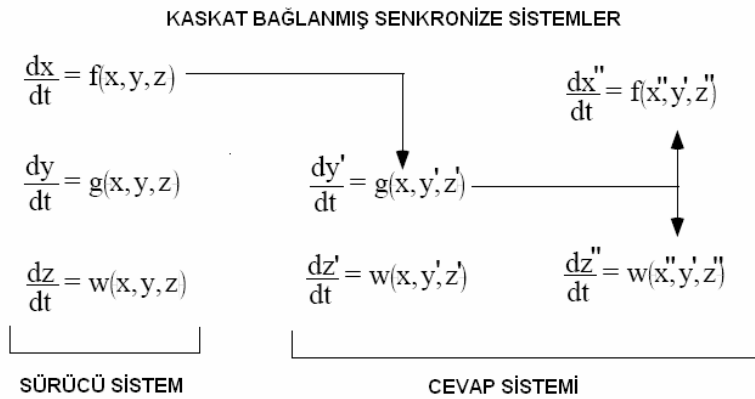 KASKAT BAĞLANMIŞ SENKRONİZE SİSTEMLER
dx/dt = f(x, y, z)
dx"/dt = f(x", y', z")
dy/dt = g(x, y, z)
dy'/dt = g(x, y', z')
dz/dt = w(x, y, z)
dz'/dt = w(x, y', z')
dz"/dt = w(x", y', z")
SÜRÜCÜ SİSTEM
CEVAP SİSTEMİ